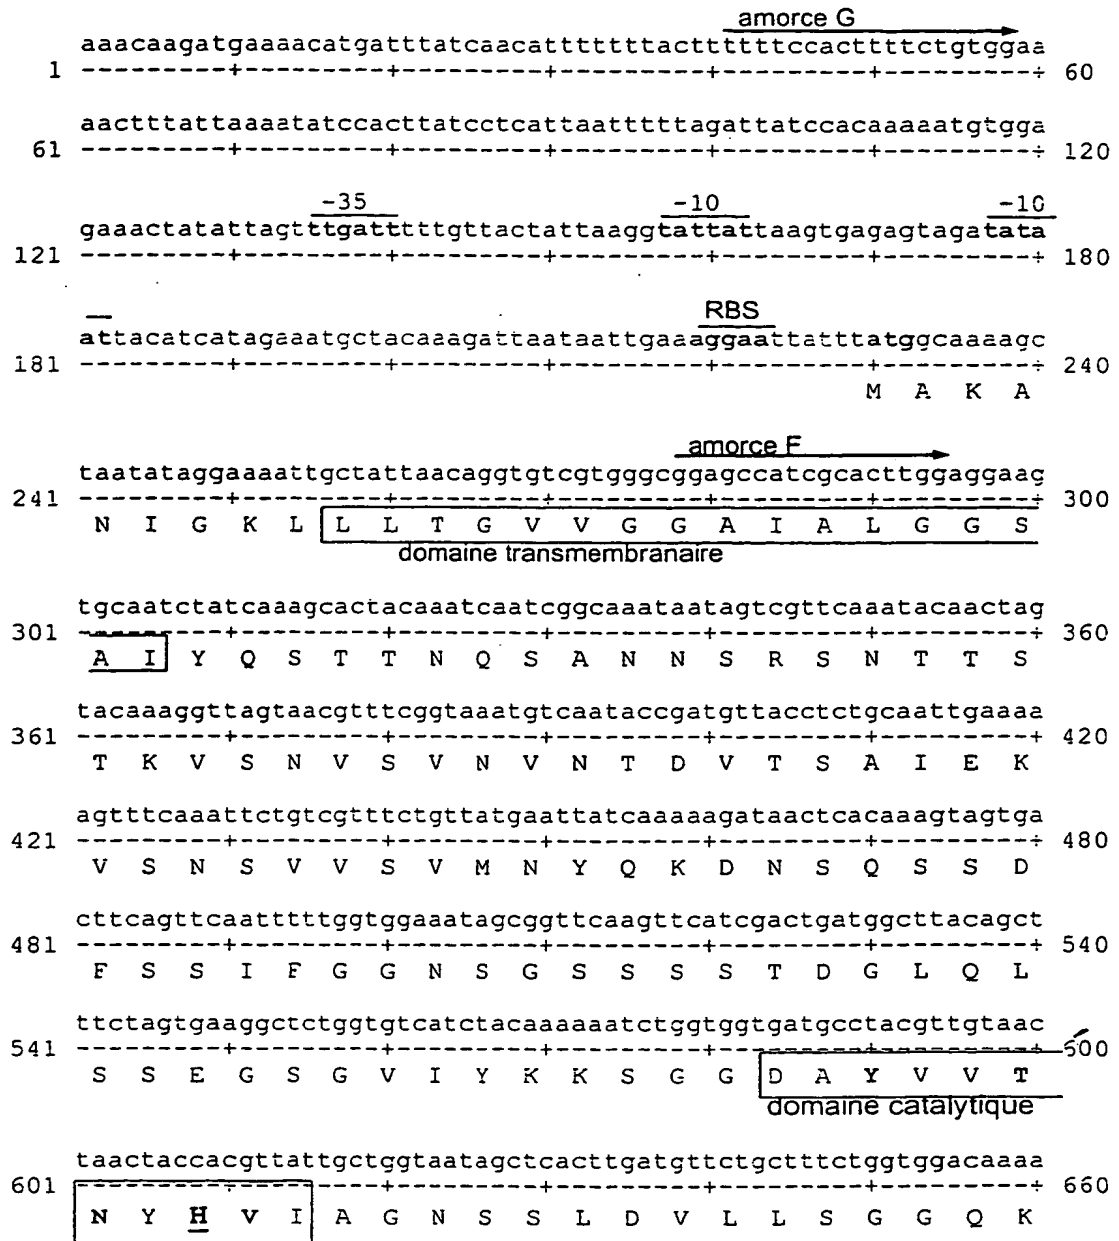 amorce G
aaacaagatgaaaacatgatttatcaacattttttttactttttttccacttttctgtggaa
1 ---------+---------+---------+---------+---------+---------÷ 60
aactttattaaaatatccacttatcctcattaatttttagattatccacaaaaatgtgga
61 ---------+---------+---------+---------+---------+---------÷ 120
-35 -10 -10
gaaactatattagtttgatttttgttactattaaggtattattaagtgagagtagatata
121 ---------+---------+---------+---------+---------+---------÷ 180
RBS
attacatcatagaaatgctacaaagattaataattgaaaggaattatttatggcaaaagc
181 ---------+---------+---------+---------+---------+---------÷ 240
M A K A
amorce F
taatataggaaaattgctattaacaggtgtcgtgggcggagccatcgcacttggaggaag
241 ---------+---------+---------+---------+---------+---------÷ 300
N I G K L L L T G V V G G A I A L G G S
domaine transmembranaire
tgcaatctatcaaagcactacaaatcaatcggcaaataatagtcgttcaaatacaactag
301 ---------+---------+---------+---------+---------+---------÷ 360
A I Y Q S T T N Q S A N N S R S N T T S
tacaaaggttagtaacgtttcggtaaatgtcaataccgatgttacctctgcaattgaaaa
361 ---------+---------+---------+---------+---------+---------+ 420
T K V S N V S V N V N T D V T S A I E K
agtttcaaattctgtcgtttctgttatgaattatcaaaaagataactcacaaagtagtga
421 ---------+---------+---------+---------+---------+---------÷ 480
V S N S V V S V M N Y Q K D N S Q S S D
cttcagttcaatttttggtggaaatagcggttcaagttcatcgactgatggcttacagct
481 ---------+---------+---------+---------+---------+---------+ 540
F S S I F G G N S G S S S S T D G L Q L
ttctagtgaaggctctggtgtcatctacaaaaaatctggtggtgatgcctacgttgtaac
541 ---------+---------+---------+---------+---------+--------- 600
S S E G S G V I Y K K S G G D A Y V V T
domaine catalytique
taactaccacgttattgctggtaatagctcacttgatgttctgctttctggtggacaaaa
601 ---------+---------+---------+---------+---------+---------+ 660
N Y H V I A G N S S L D V L L S G G Q K